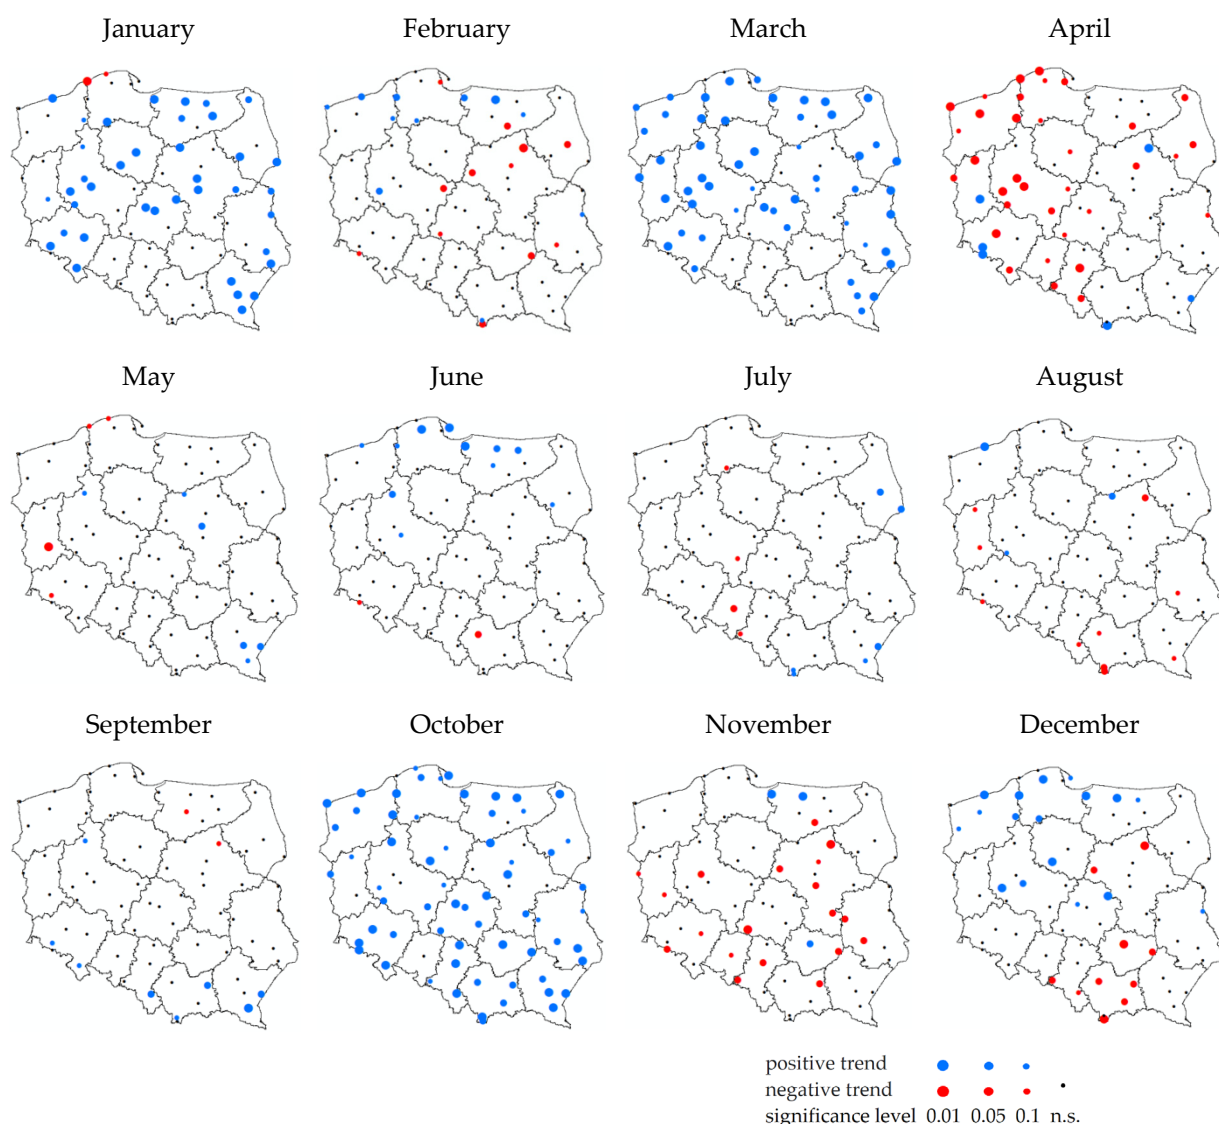 January February March April
May June July August
September October November December
positive trend
negative trend
significance level 0.01 0.05 0.1 n.s.